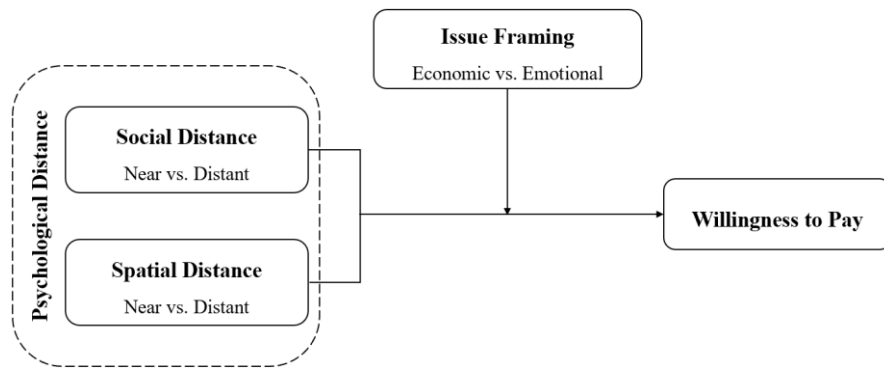 Issue Framing
Economic vs. Emotional
Psychological Distance
Social Distance
Near vs. Distant
Spatial Distance
Near vs. Distant
Willingness to Pay